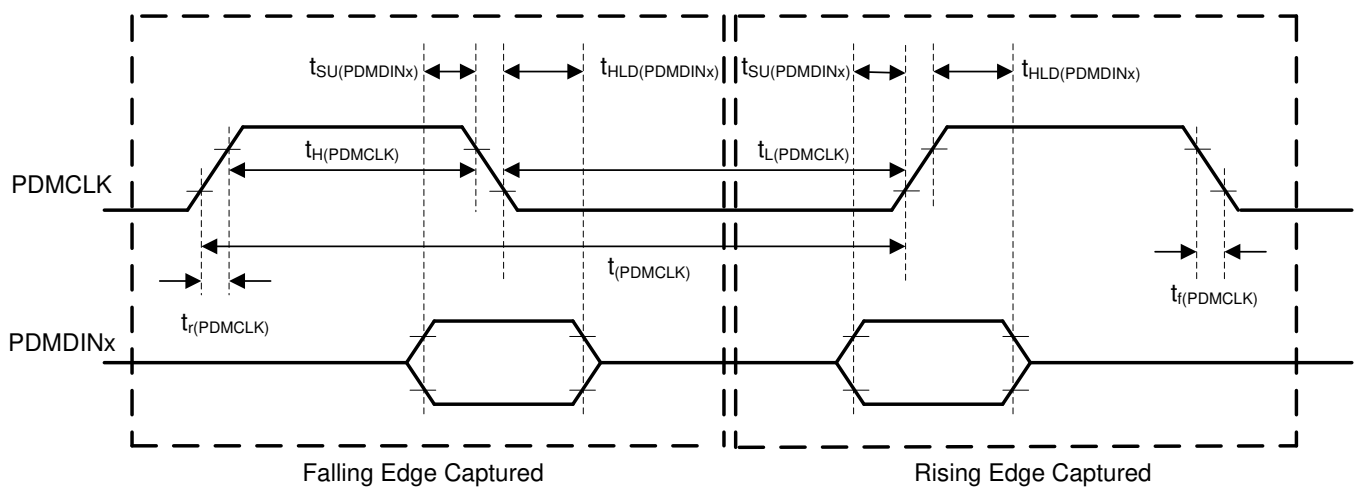 tSU(PDMDINx)
tHLD(PDMDINx)
tSU(PDMDINx)
tHLD(PDMDINx)
tH(PDMCLK)
tL(PDMCLK)
PDMCLK
t(PDMCLK)
tr(PDMCLK)
tf(PDMCLK)
PDMDINx
Falling Edge Captured
Rising Edge Captured